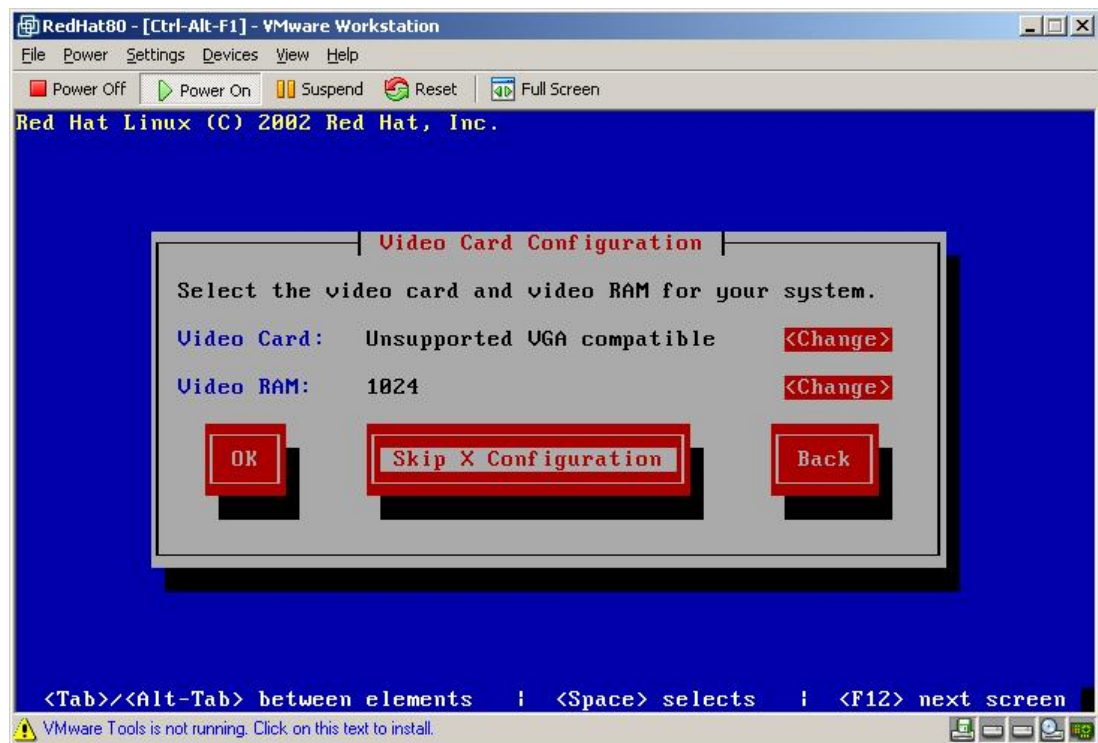 RedHat80 - [Ctrl-Alt-F1] - VMware Workstation
File Power Settings Devices View Help
Power Off Power On Suspend Reset Full Screen
Red Hat Linux (C) 2002 Red Hat, Inc.
Video Card Configuration
Select the video card and video RAM for your system.
Video Card: Unsupported VGA compatible <Change>
Video RAM: 1024 <Change>
OK Skip X Configuration Back
<Tab>/<Alt-Tab> between elements | <Space> selects | <F12> next screen
VMware Tools is not running. Click on this text to install.